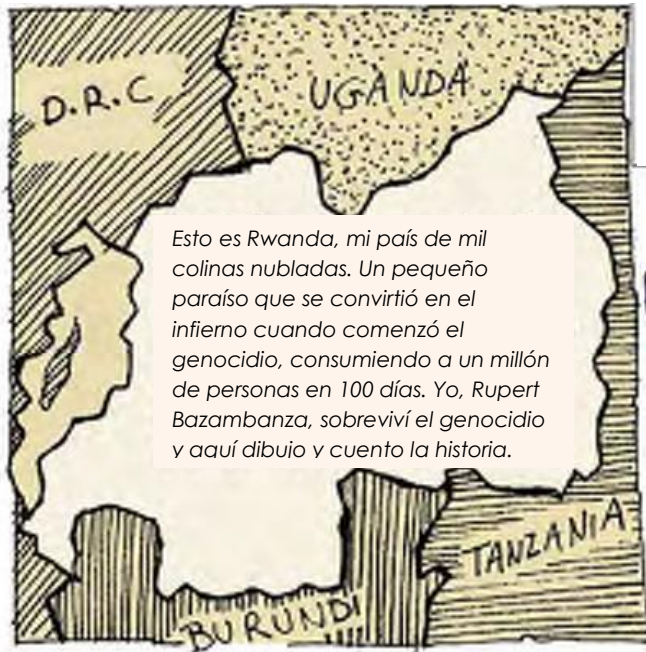 D.R.C
UGANDA
Esto es Rwanda, mi país de mil
colinas nubladas. Un pequeño
paraíso que se convirtió en el
infierno cuando comenzó el
genocidio, consumiendo a un millón
de personas en 100 días. Yo, Rupert
Bazambanza, sobreviví el genocidio
y aquí dibujo y cuento la historia.
TANZANIA
BURUNDI